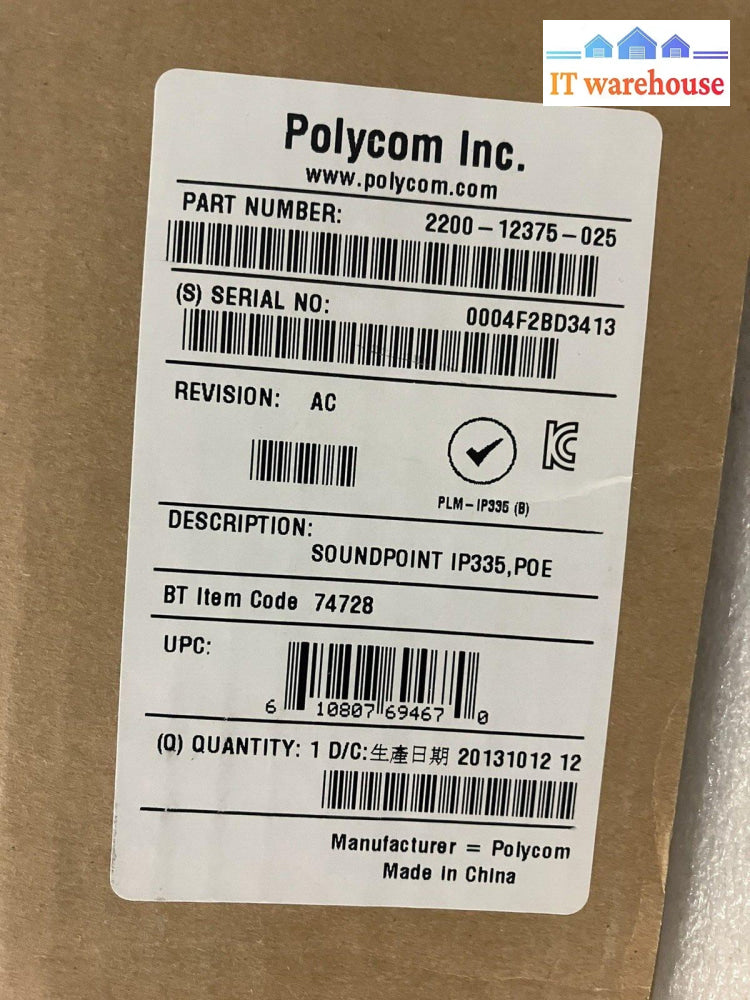 IT warehouse
Polycom Inc.
www.polycom.com
PART NUMBER: 2200-12375-025
(S) SERIAL NO: 0004F2BD3413
REVISION: AC
PLM-IP335 (B)
DESCRIPTION:
SOUNDPOINT IP335,POE
BT Item Code 74728
UPC:
6 10807 69467 0
(Q) QUANTITY: 1 D/C:生產日期 20131012 12
Manufacturer = Polycom
Made in China